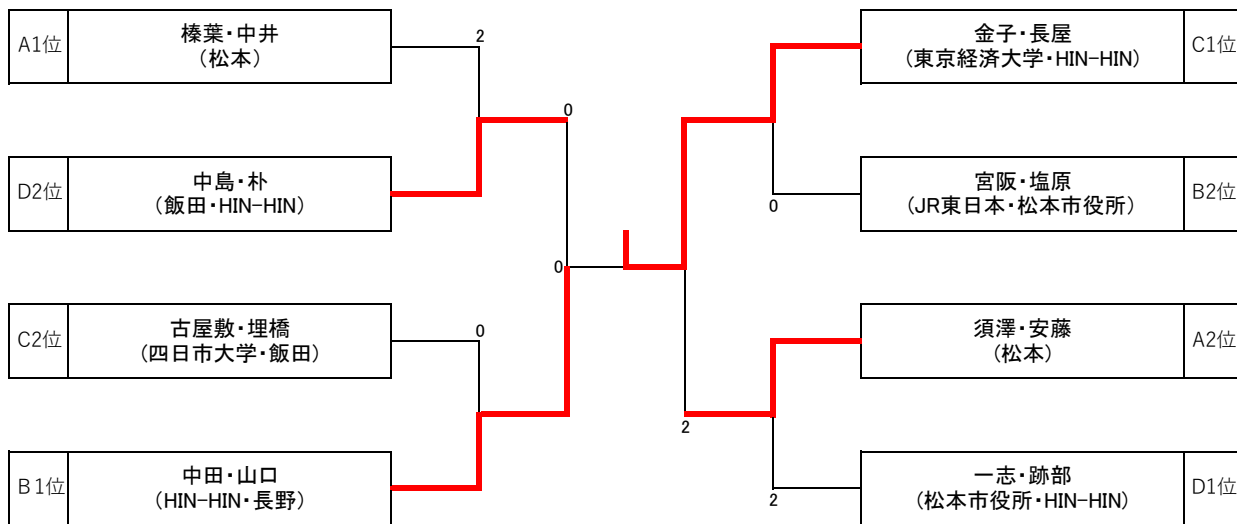 A1位
榛葉・中井
(松本)
2
0
D2位
中島・朴
(飯田・HIN-HIN)
0
C2位
古屋敷・埋橋
(四日市大学・飯田)
0
B1位
中田・山口
(HIN-HIN・長野)
金子・長屋
(東京経済大学・HIN-HIN)
C1位
宮阪・塩原
(JR東日本・松本市役所)
B2位
0
須澤・安藤
(松本)
A2位
2
一志・跡部
(松本市役所・HIN-HIN)
D1位
2